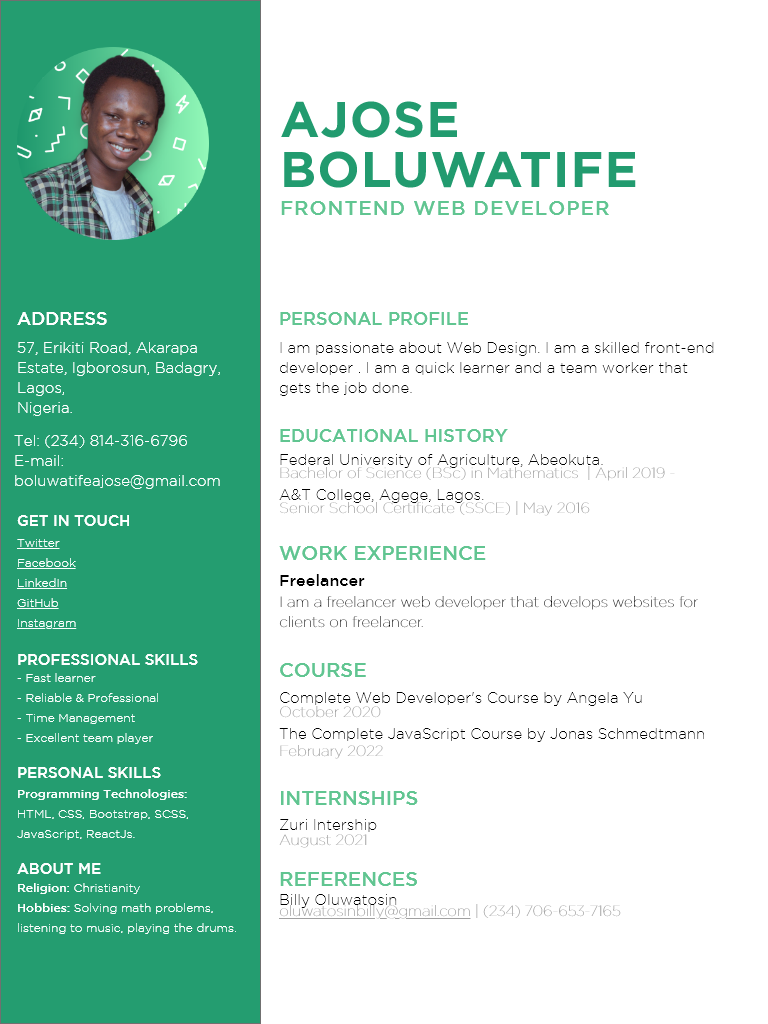 AJOSE
BOLUWATIFE
FRONTEND WEB DEVELOPER
ADDRESS
57, Erikiti Road, Akarapa
Estate, Igborosun, Badagry,
Lagos,
Nigeria.
Tel: (234) 814-316-6796
E-mail:
boluwatifeajose@gmail.com
GET IN TOUCH
Twitter
Facebook
LinkedIn
GitHub
Instagram
PROFESSIONAL SKILLS
- Fast learner
- Reliable & Professional
- Time Management
- Excellent team player
PERSONAL SKILLS
Programming Technologies:
HTML, CSS, Bootstrap, SCSS,
JavaScript, ReactJs.
ABOUT ME
Religion: Christianity
Hobbies: Solving math problems,
listening to music, playing the drums.
PERSONAL PROFILE
I am passionate about Web Design. I am a skilled front-end
developer . I am a quick learner and a team worker that
gets the job done.
EDUCATIONAL HISTORY
Federal University of Agriculture, Abeokuta.
Bachelor of Science (BSc) in Mathematics | April 2019 -
A&T College, Agege, Lagos.
Senior School Certificate (SSCE) | May 2016
WORK EXPERIENCE
Freelancer
I am a freelancer web developer that develops websites for
clients on freelancer.
COURSE
Complete Web Developer's Course by Angela Yu
October 2020
The Complete JavaScript Course by Jonas Schmedtmann
February 2022
INTERNSHIPS
Zuri Intership
August 2021
REFERENCES
Billy Oluwatosin
oluwatosinbilly@gmail.com | (234) 706-653-7165